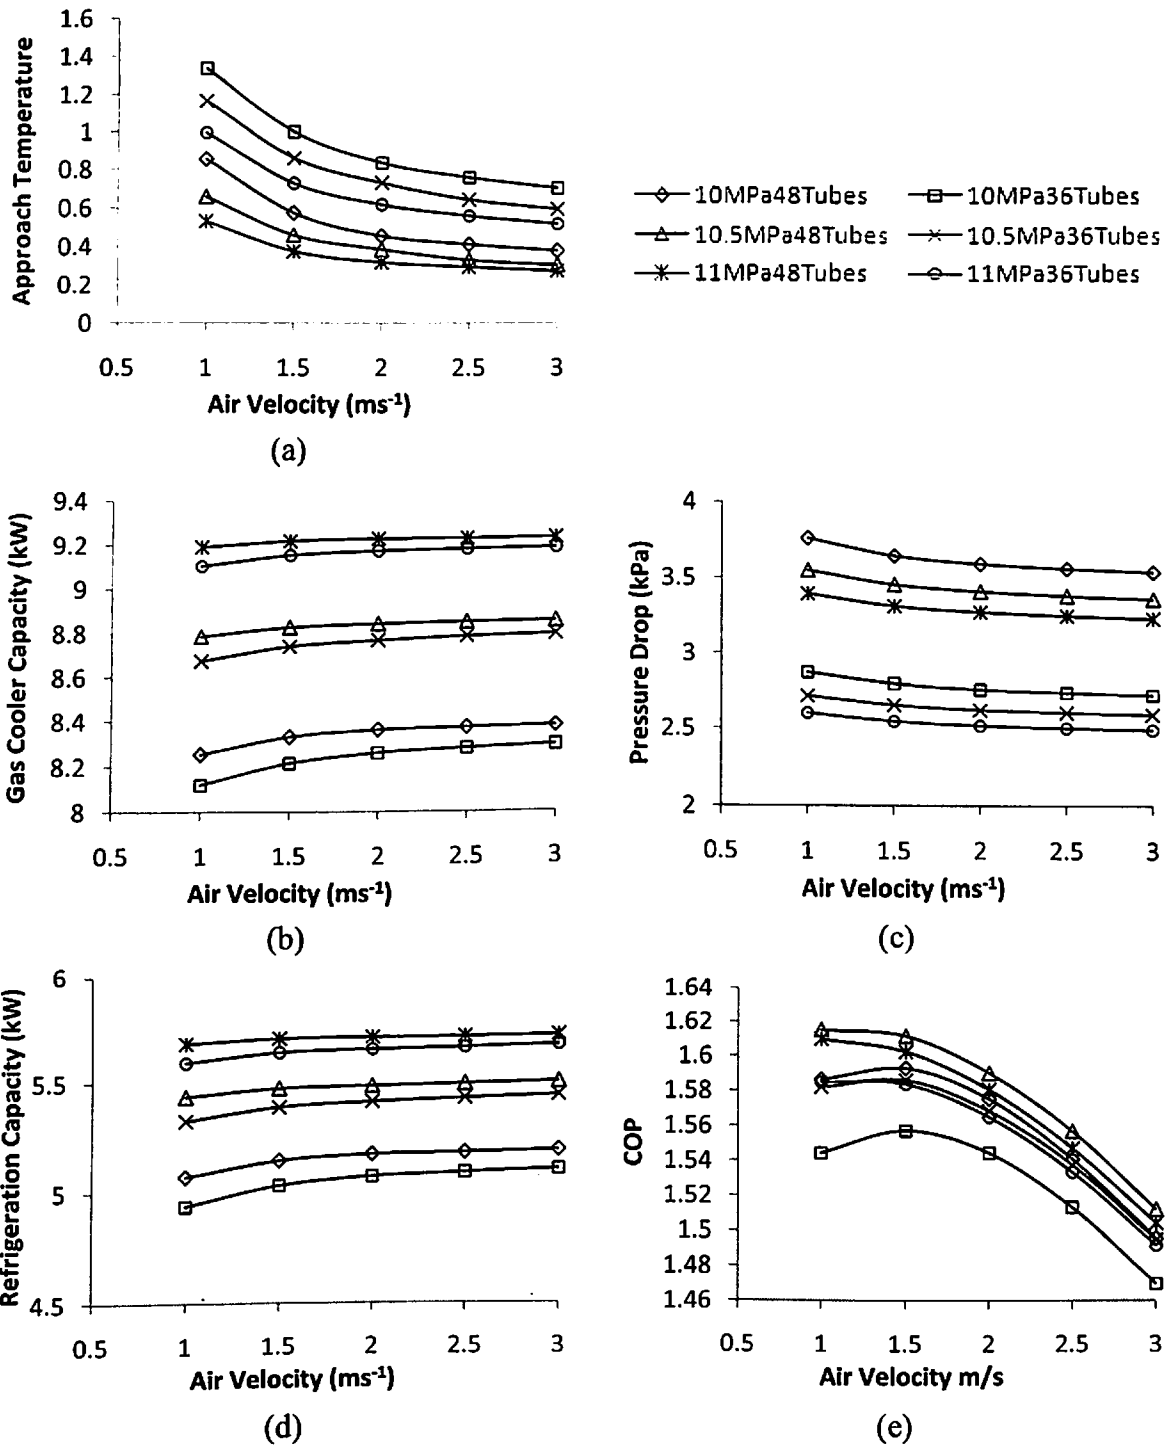 1.6
1.4
1.2
1
0.8
0.6
0.4
0.2
0
Approach Temperature
0.5 1 1.5 2 2.5 3
Air Velocity (ms-1)
(a)
10MPa48Tubes 10MPa36Tubes
10.5MPa48Tubes 10.5MPa36Tubes
11MPa48Tubes 11MPa36Tubes
9.4
9.2
9
8.8
8.6
8.4
8.2
8
Gas Cooler Capacity (kW)
0.5 1 1.5 2 2.5 3
Air Velocity (ms-1)
(b)
4
3.5
3
2.5
2
Pressure Drop (kPa)
0.5 1 1.5 2 2.5 3
Air Velocity (ms-1)
(c)
6
5.5
5
4.5
Refrigeration Capacity (kW)
0.5 1 1.5 2 2.5 3
Air Velocity (ms-1)
(d)
1.64
1.62
1.6
1.58
1.56
1.54
1.52
1.5
1.48
1.46
COP
0.5 1 1.5 2 2.5 3
Air Velocity m/s
(e)